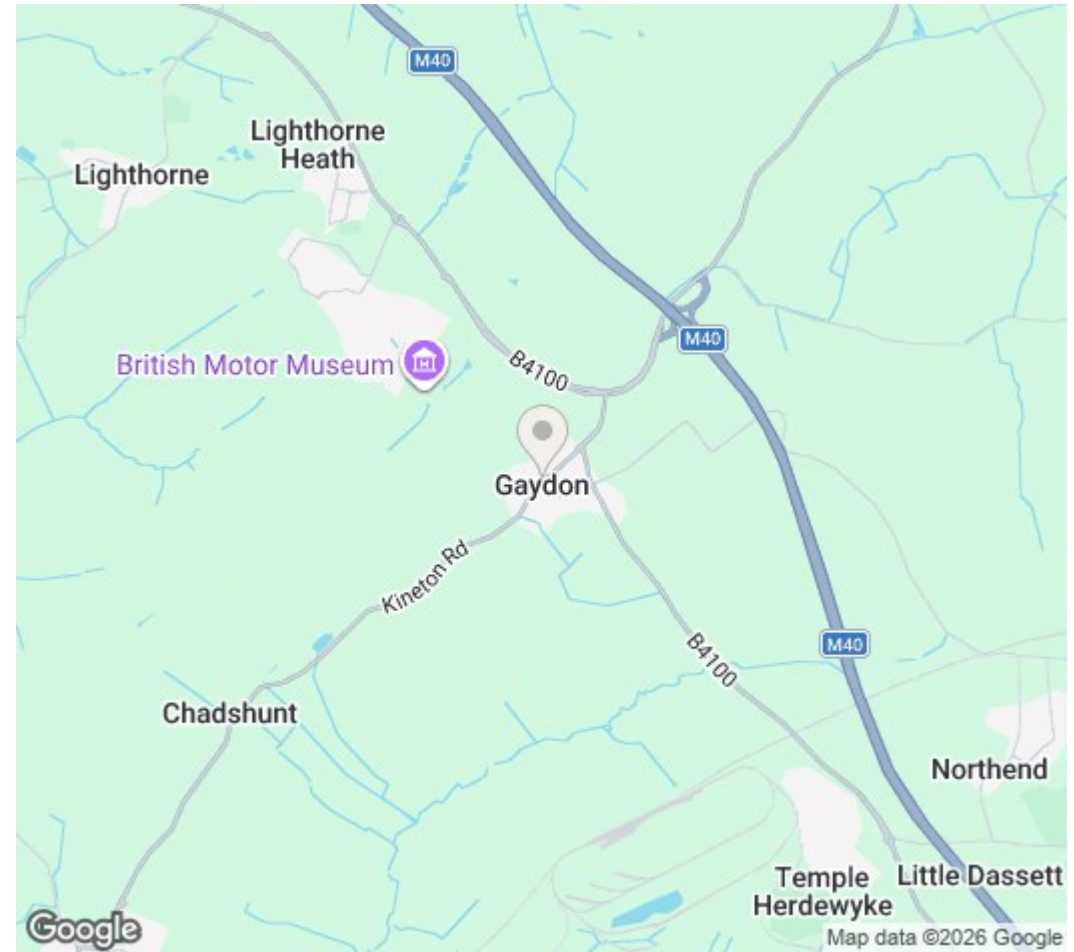 M40
Lighthorne
Heath
Lighthorne
M40
British Motor Museum
B4100
Gaydon
Kineton Rd
M40
B4100
Chadshunt
Northend
Temple
Herdewyke
Little Dassett
Google
Map data ©2026 Google